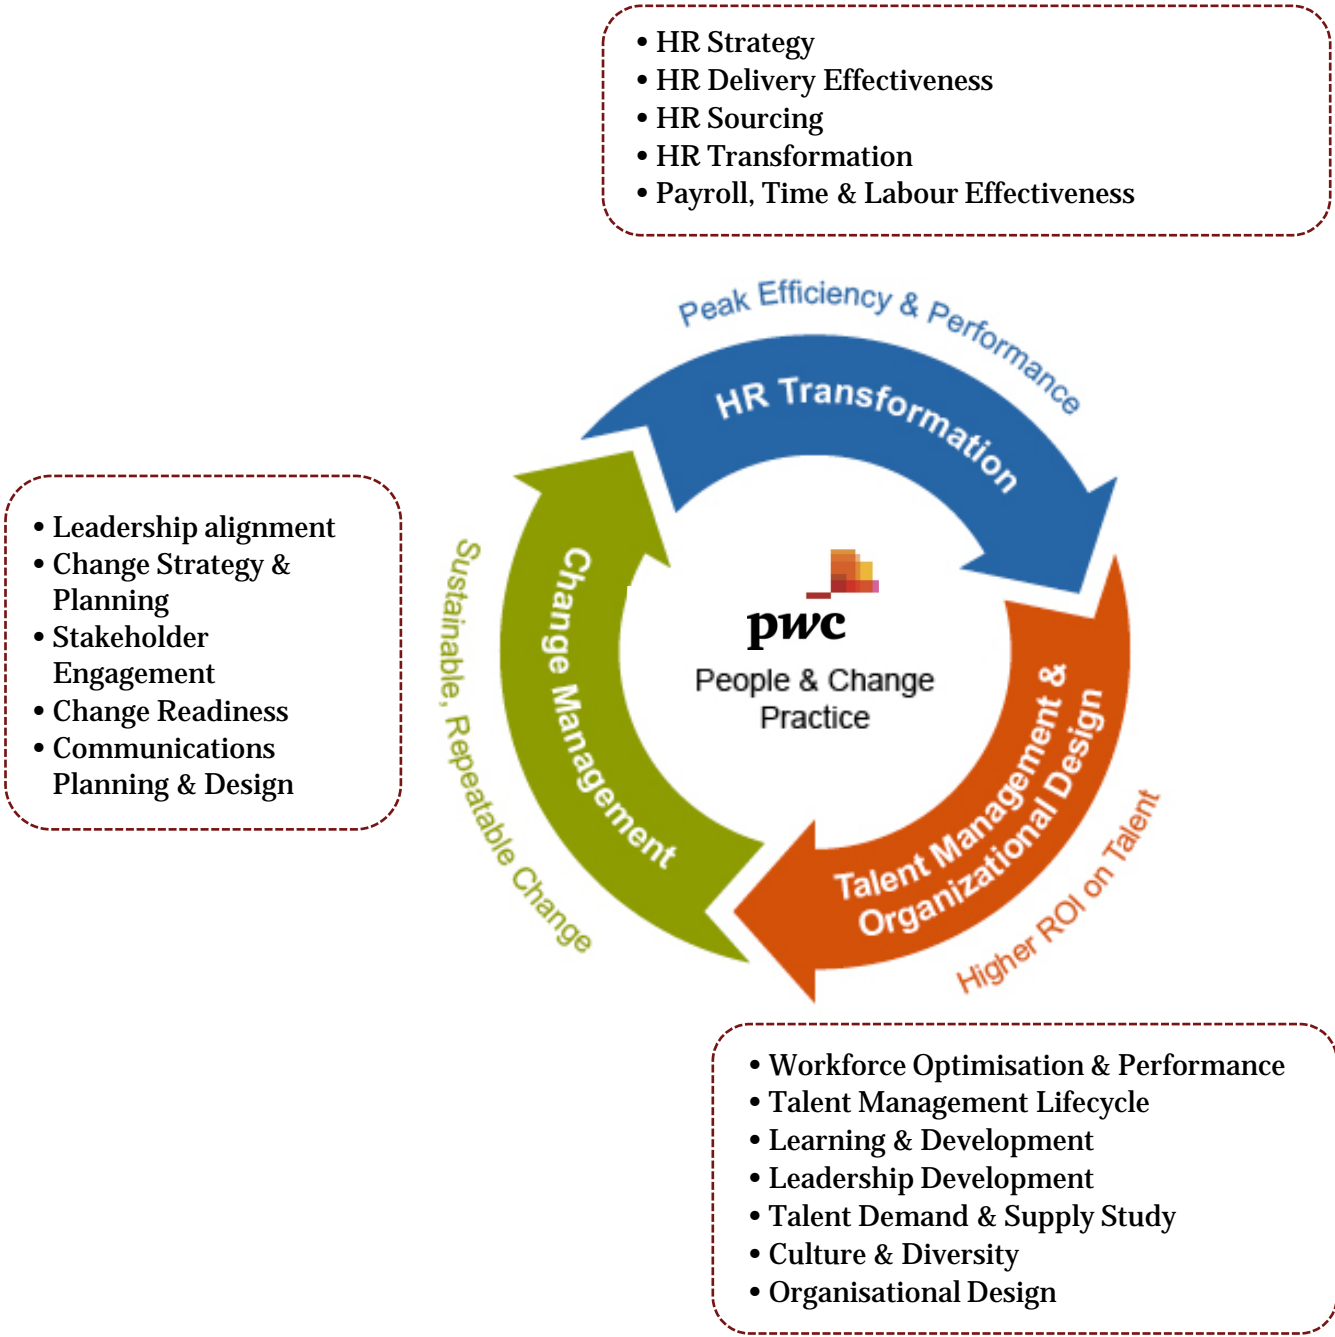 • HR Strategy
• HR Delivery Effectiveness
• HR Sourcing
• HR Transformation
• Payroll, Time & Labour Effectiveness
Peak Efficiency & Performance
HR Transformation
• Leadership alignment
• Change Strategy &
Planning
• Stakeholder
Engagement
• Change Readiness
• Communications
Planning & Design
Sustainable, Repeatable Change
Change Management
pwc
People & Change
Practice
Talent Management &
Organizational Design
Higher ROI on Talent
• Workforce Optimisation & Performance
• Talent Management Lifecycle
• Learning & Development
• Leadership Development
• Talent Demand & Supply Study
• Culture & Diversity
• Organisational Design